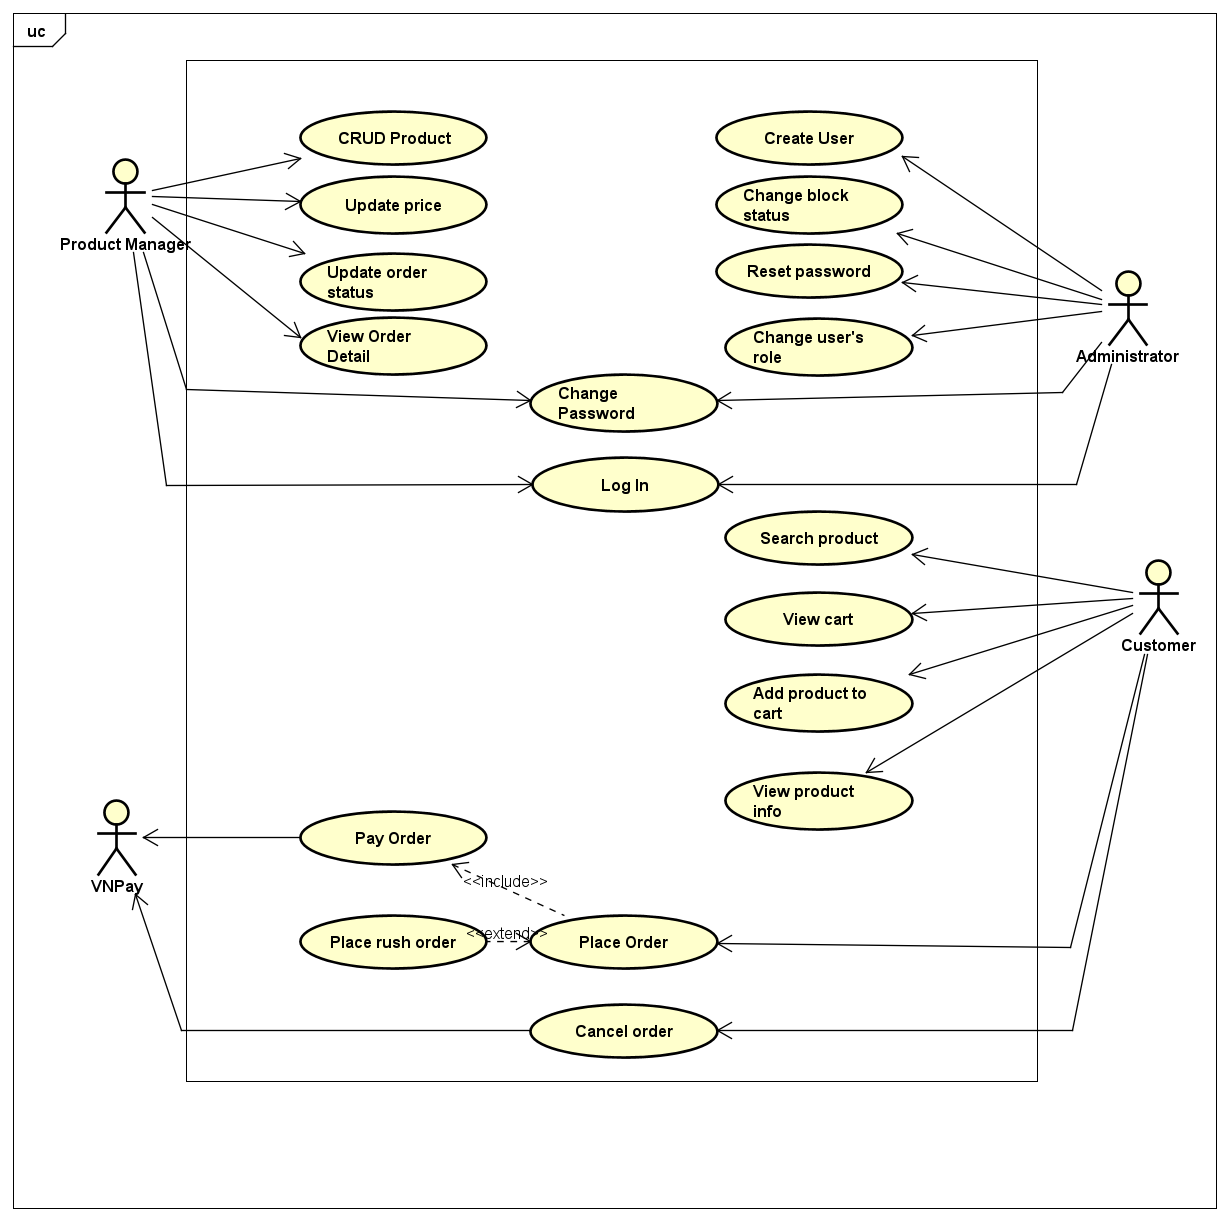 uc
CRUD Product
Create User
Update price
Change block
status
Product Manager
Update order
status
Reset password
View Order
Detail
Change user's
role
Administrator
Change
Password
Log In
Search product
View cart
Customer
Add product to
cart
View product
info
Pay Order
VNPay
<<include>>
Place rush order
<<extend>>
Place Order
Cancel order